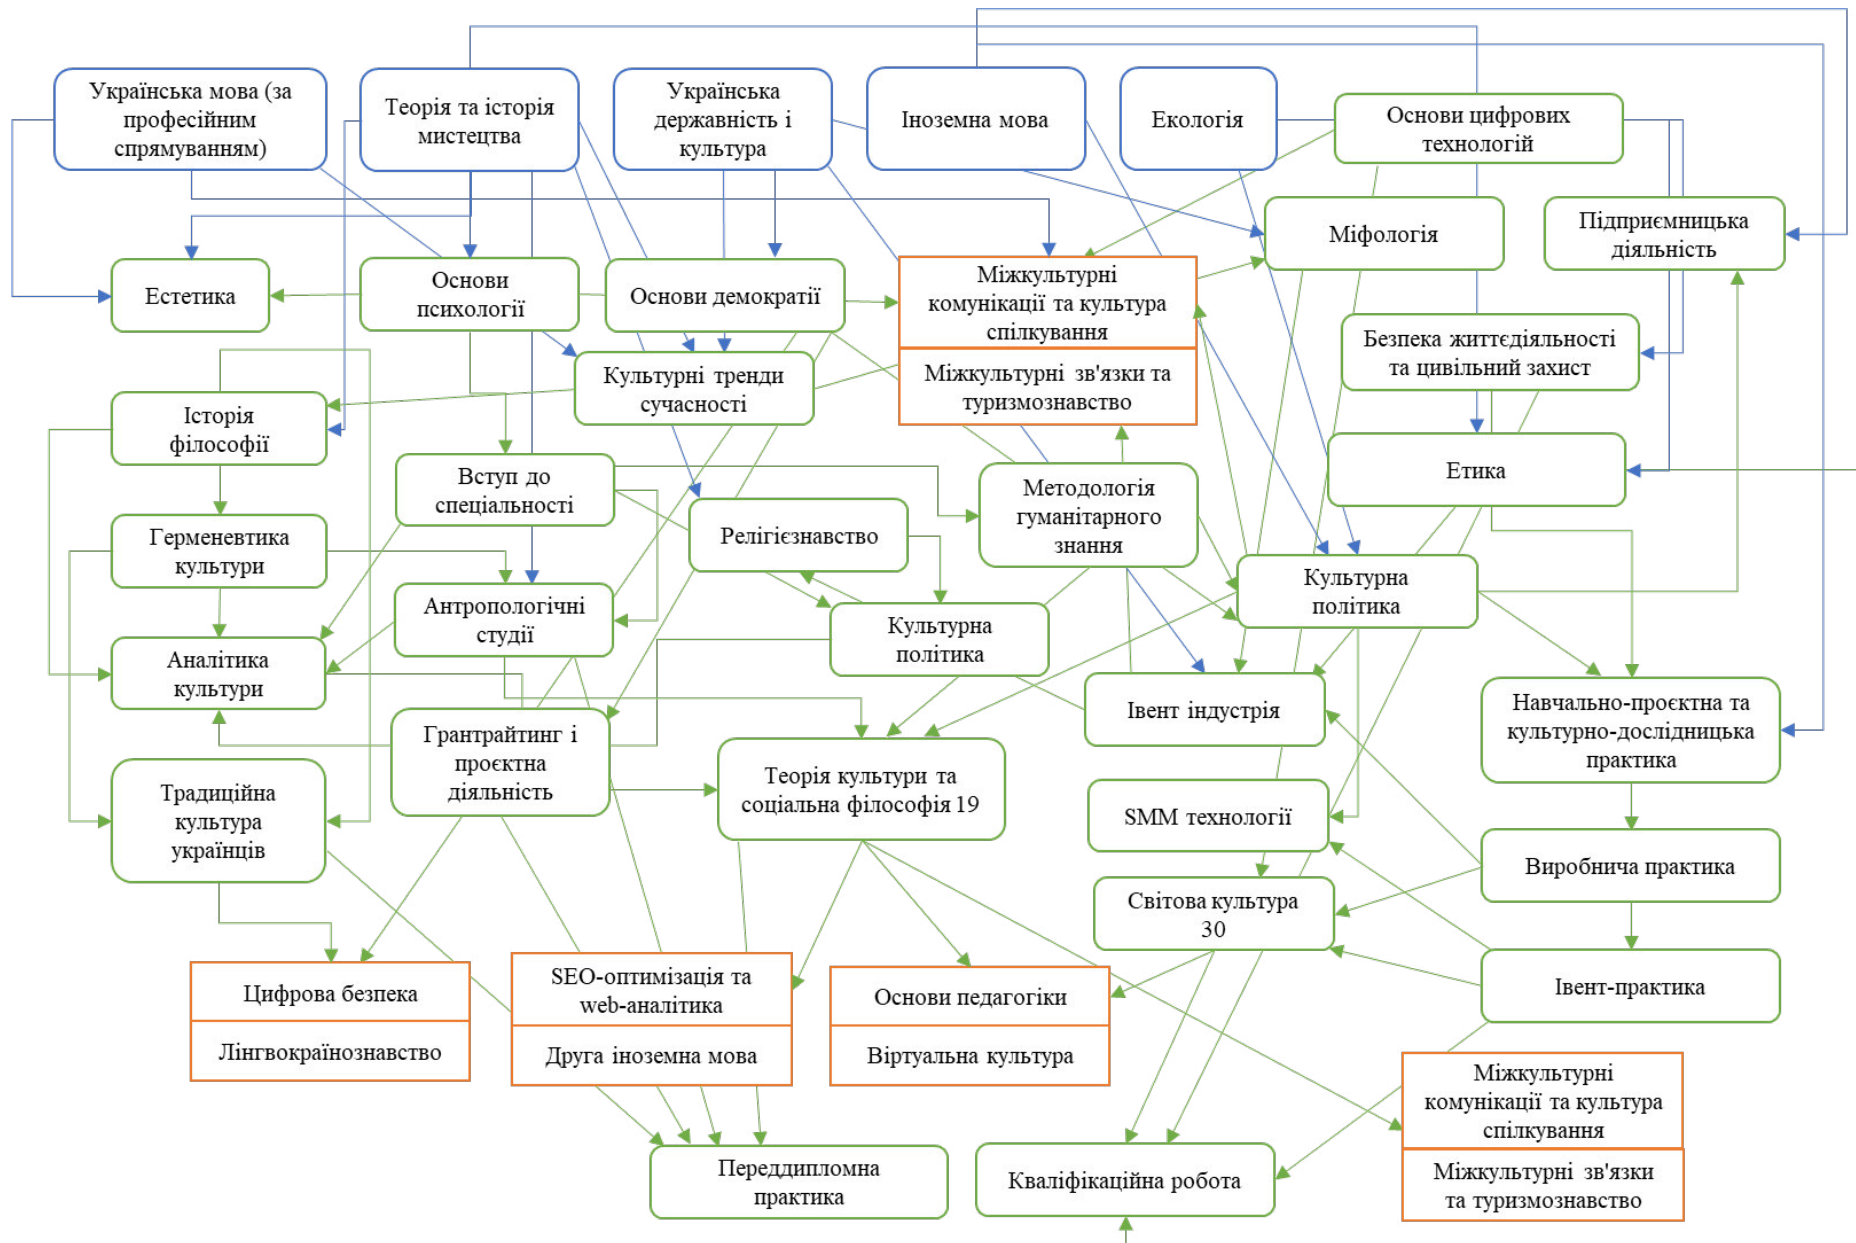 Українська мова (за
професійним
спрямуванням)
Теорія та історія
мистецтва
Українська
державність і
культура
Іноземна мова
Екологія
Основи цифрових
технологій
Міфологія
Підприємницька
діяльність
Естетика
Основи
психології
Основи демократії
Міжкультурні
комунікації та культура
спілкування
Міжкультурні зв'язки та
туризмознавство
Безпека життєдіяльності
та цивільний захист
Культурні тренди
сучасності
Історія
філософії
Вступ до
спеціальності
Етика
Методологія
гуманітарного
знання
Релігієзнавство
Герменевтика
культури
Антропологічні
студії
Культурна
політика
Культурна
політика
Аналітика
культури
Івент індустрія
Навчально-проєктна та
культурно-дослідницька
практика
Грантрайтинг і
проєктна
діяльність
Теорія культури та
соціальна філософія 19
Традиційна
культура
українців
SMM технології
Виробнича практика
Світова культура
30
Івент-практика
Цифрова безпека
Лінгвокраїнознавство
SEO-оптимізація та
web-аналітика
Друга іноземна мова
Основи педагогіки
Віртуальна культура
Міжкультурні
комунікації та культура
спілкування
Міжкультурні зв'язки
та туризмознавство
Переддипломна
практика
Кваліфікаційна робота